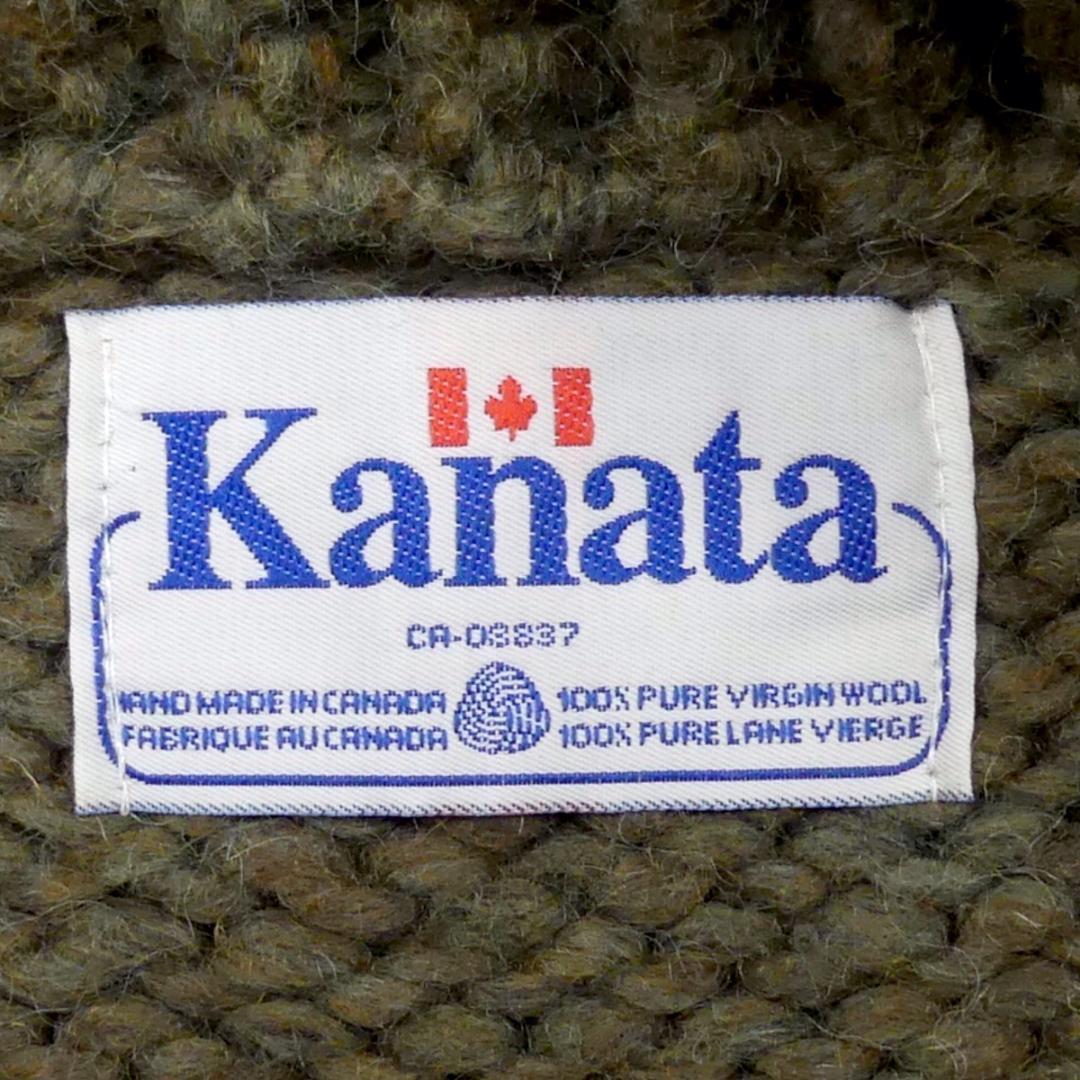 Kanata
CA-03837
HAND MADE IN CANADA
FABRIQUE AU CANADA
100% PURE VIRGIN WOOL
100% PURE LANE VIERGE